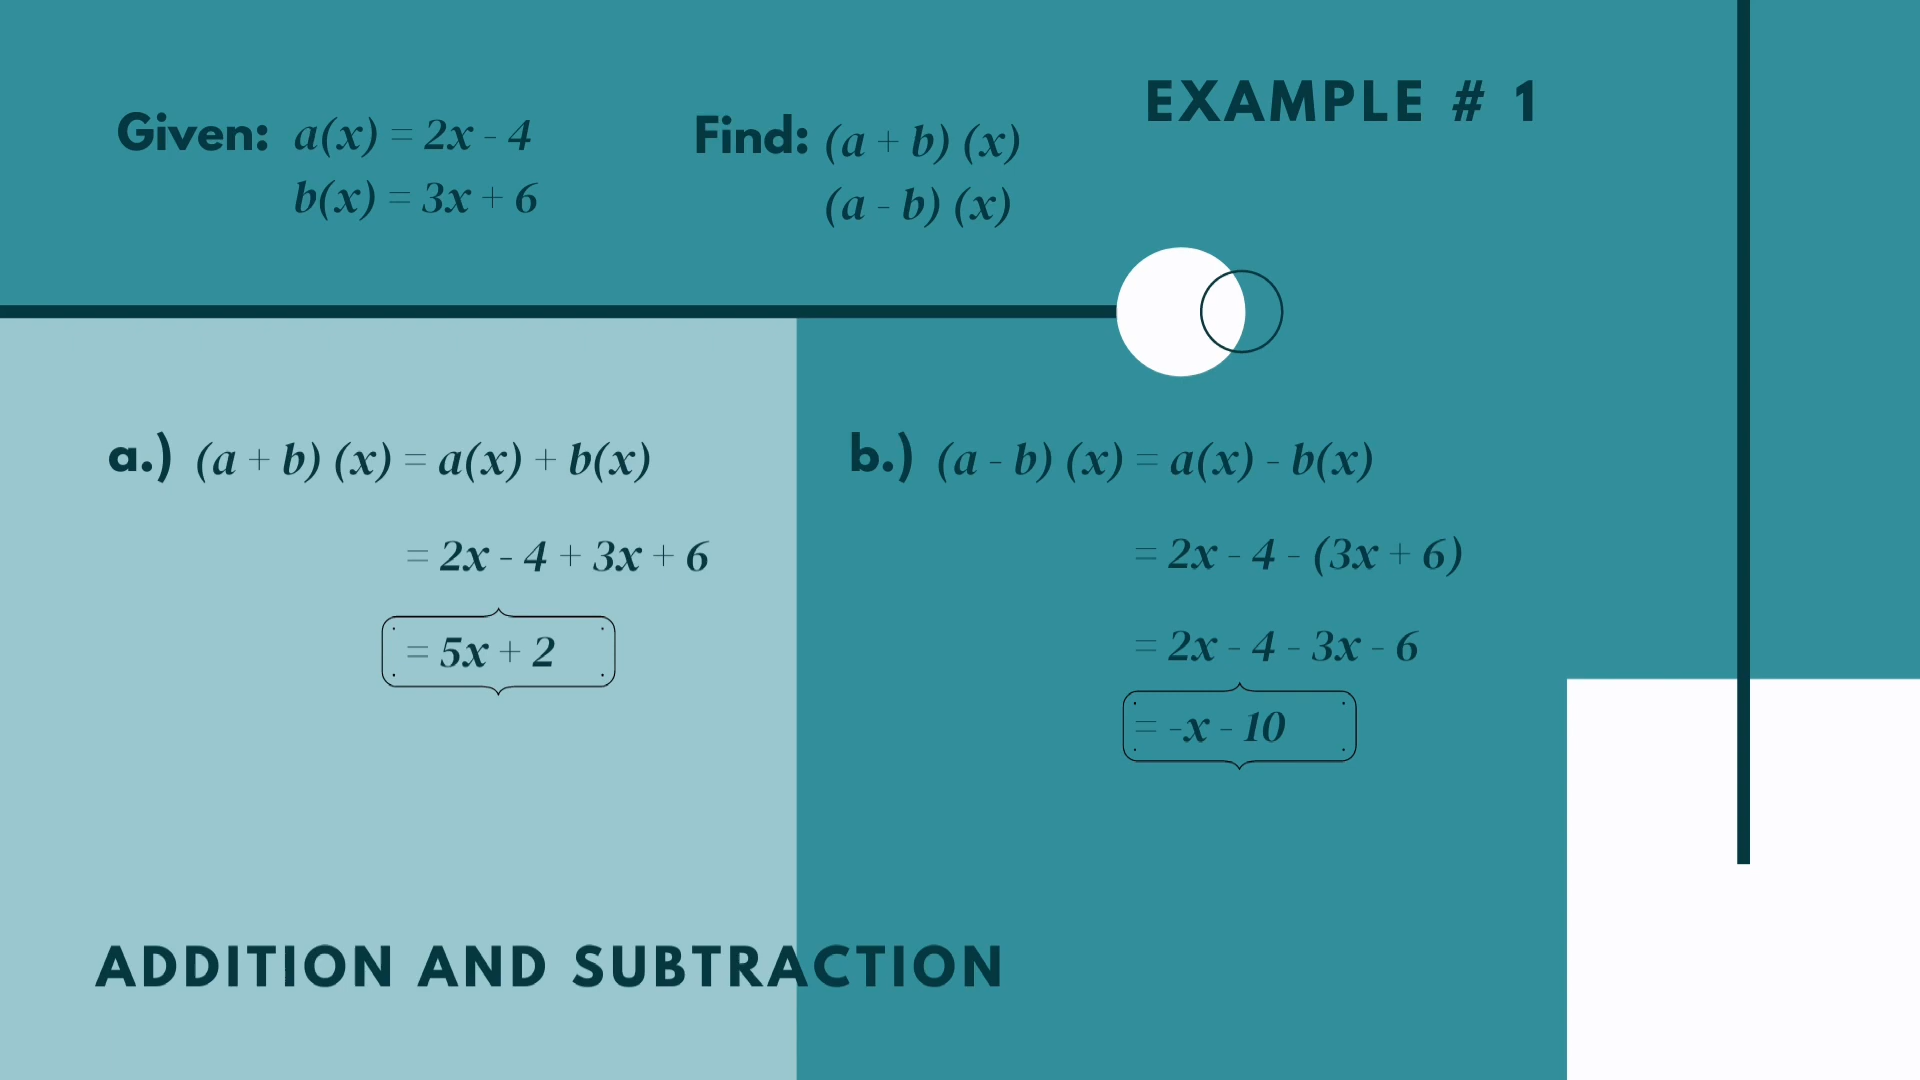 EXAMPLE # 1
Given: a(x) = 2x - 4
b(x) = 3x + 6
Find: (a + b) (x)
(a - b) (x)
a.) (a + b) (x) = a(x) + b(x)
= 2x - 4 + 3x + 6
= 5x + 2
b.) (a - b) (x) = a(x) - b(x)
= 2x - 4 - (3x + 6)
= 2x - 4 - 3x - 6
= -x - 10
ADDITION AND SUBTRACTION